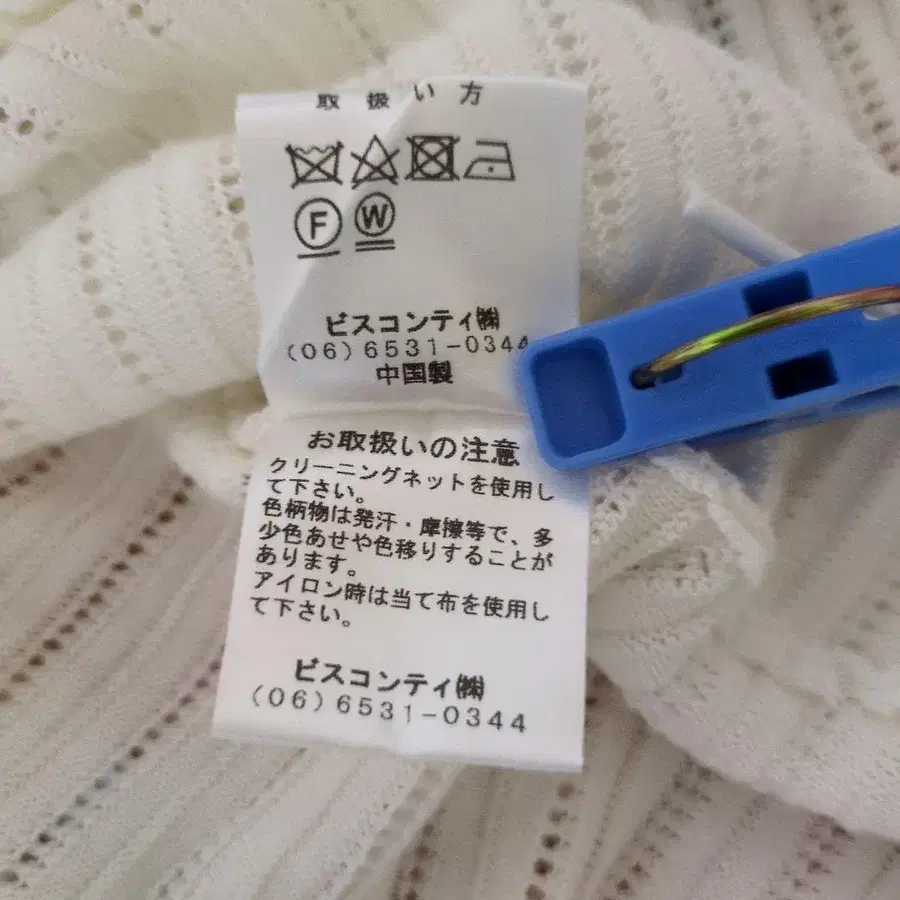 取扱い方
F W
ビスコンティ㈱
(06)6531-0344
中国製
お取扱いの注意
クリーニングネットを使用し
て下さい。
色柄物は発汗・摩擦等で、多
少色あせや色移りすることが
あります。
アイロン時は当て布を使用し
て下さい。
ビスコンティ㈱
(06)6531-0344